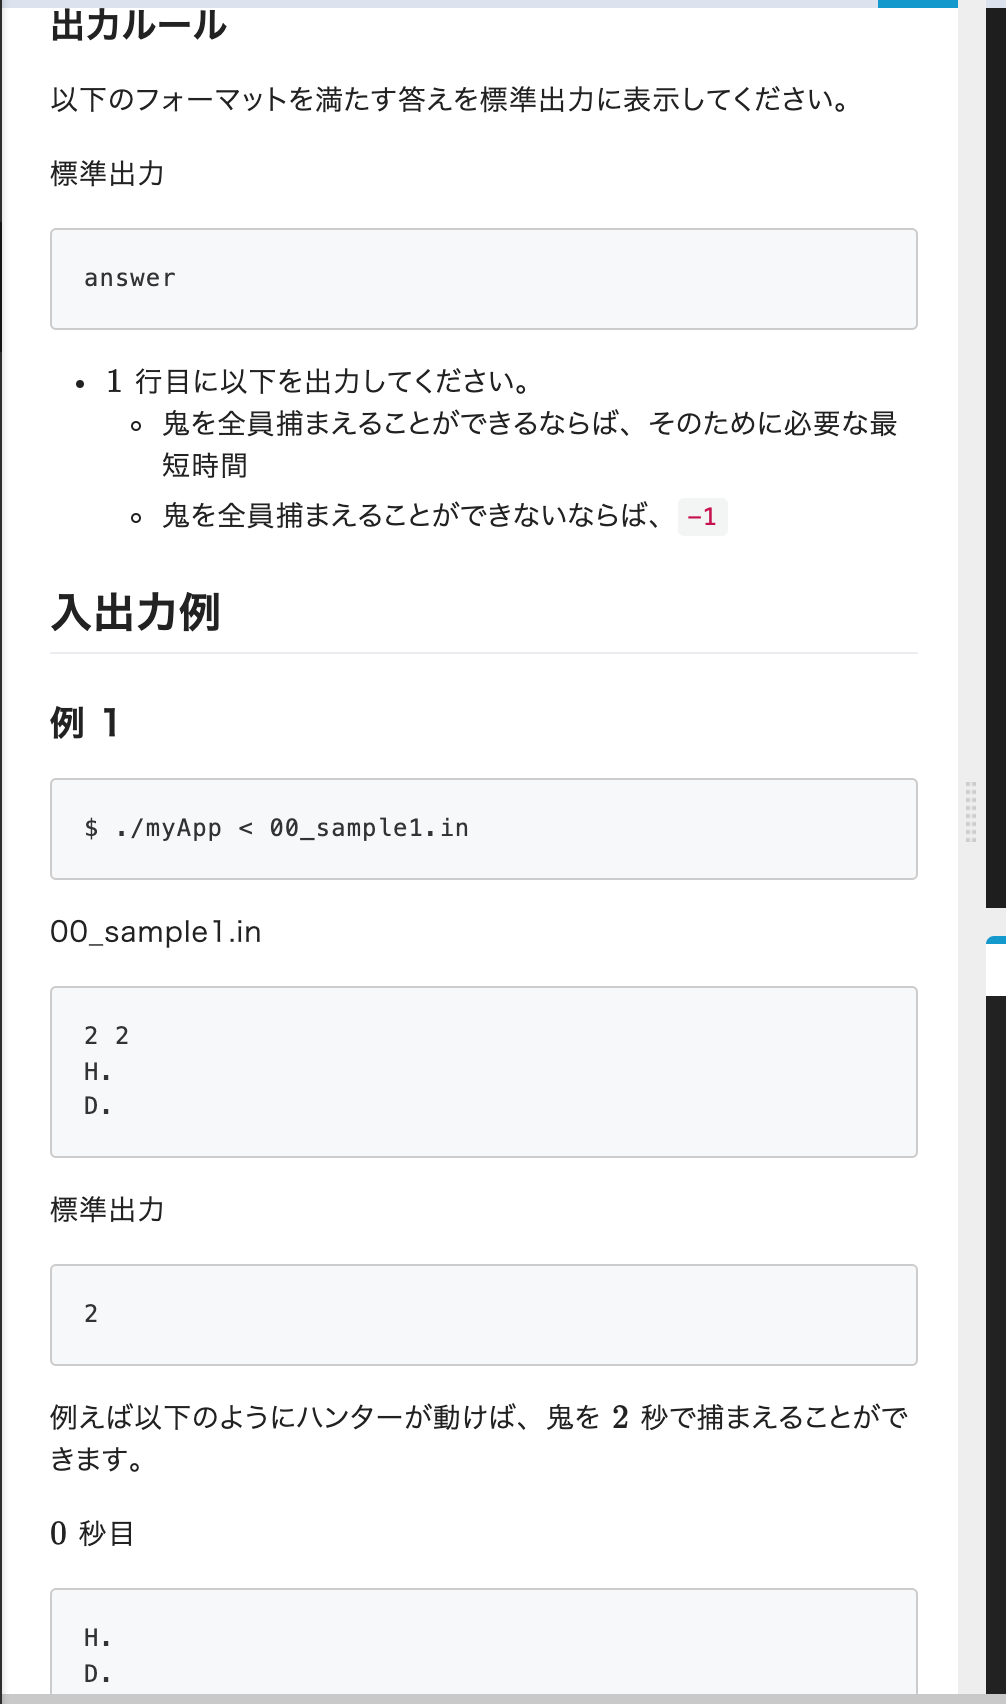 出力ルール
以下のフォーマットを満たす答えを標準出力に表示してください。
標準出力
answer
• 1 行目に以下を出力してください。
◦ 鬼を全員捕まえることができるならば、そのために必要な最
短時間
◦ 鬼を全員捕まえることができないならば、 -1
入出力例
例 1
$ ./myApp < 00_sample1.in
00_sample1.in
2 2
H.
D.
標準出力
2
例えば以下のようにハンターが動けば、鬼を 2 秒で捕まえることがで
きます。
0 秒目
H.
D.